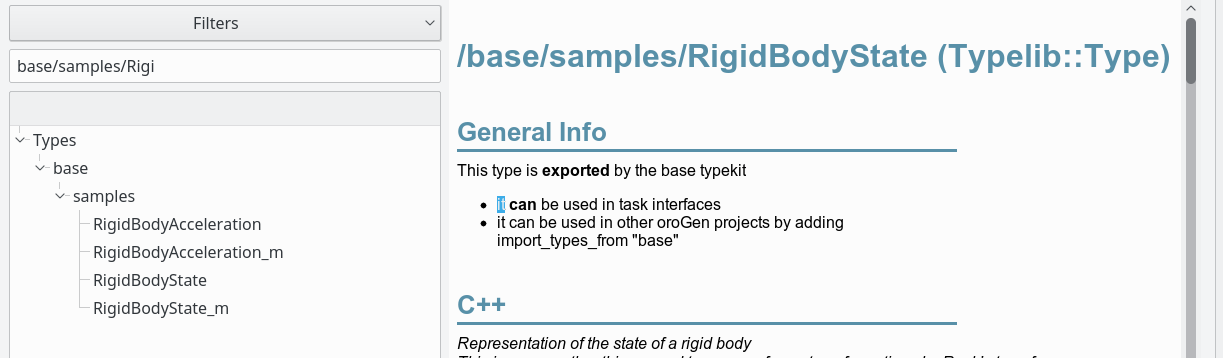 Filters
base/samples/Rigi
Types
base
samples
RigidBodyAcceleration
RigidBodyAcceleration_m
RigidBodyState
RigidBodyState_m
/base/samples/RigidBodyState (Typelib::Type)
General Info
This type is exported by the base typekit
it can be used in task interfaces
it can be used in other oroGen projects by adding
import_types_from "base"
C++
Representation of the state of a rigid body